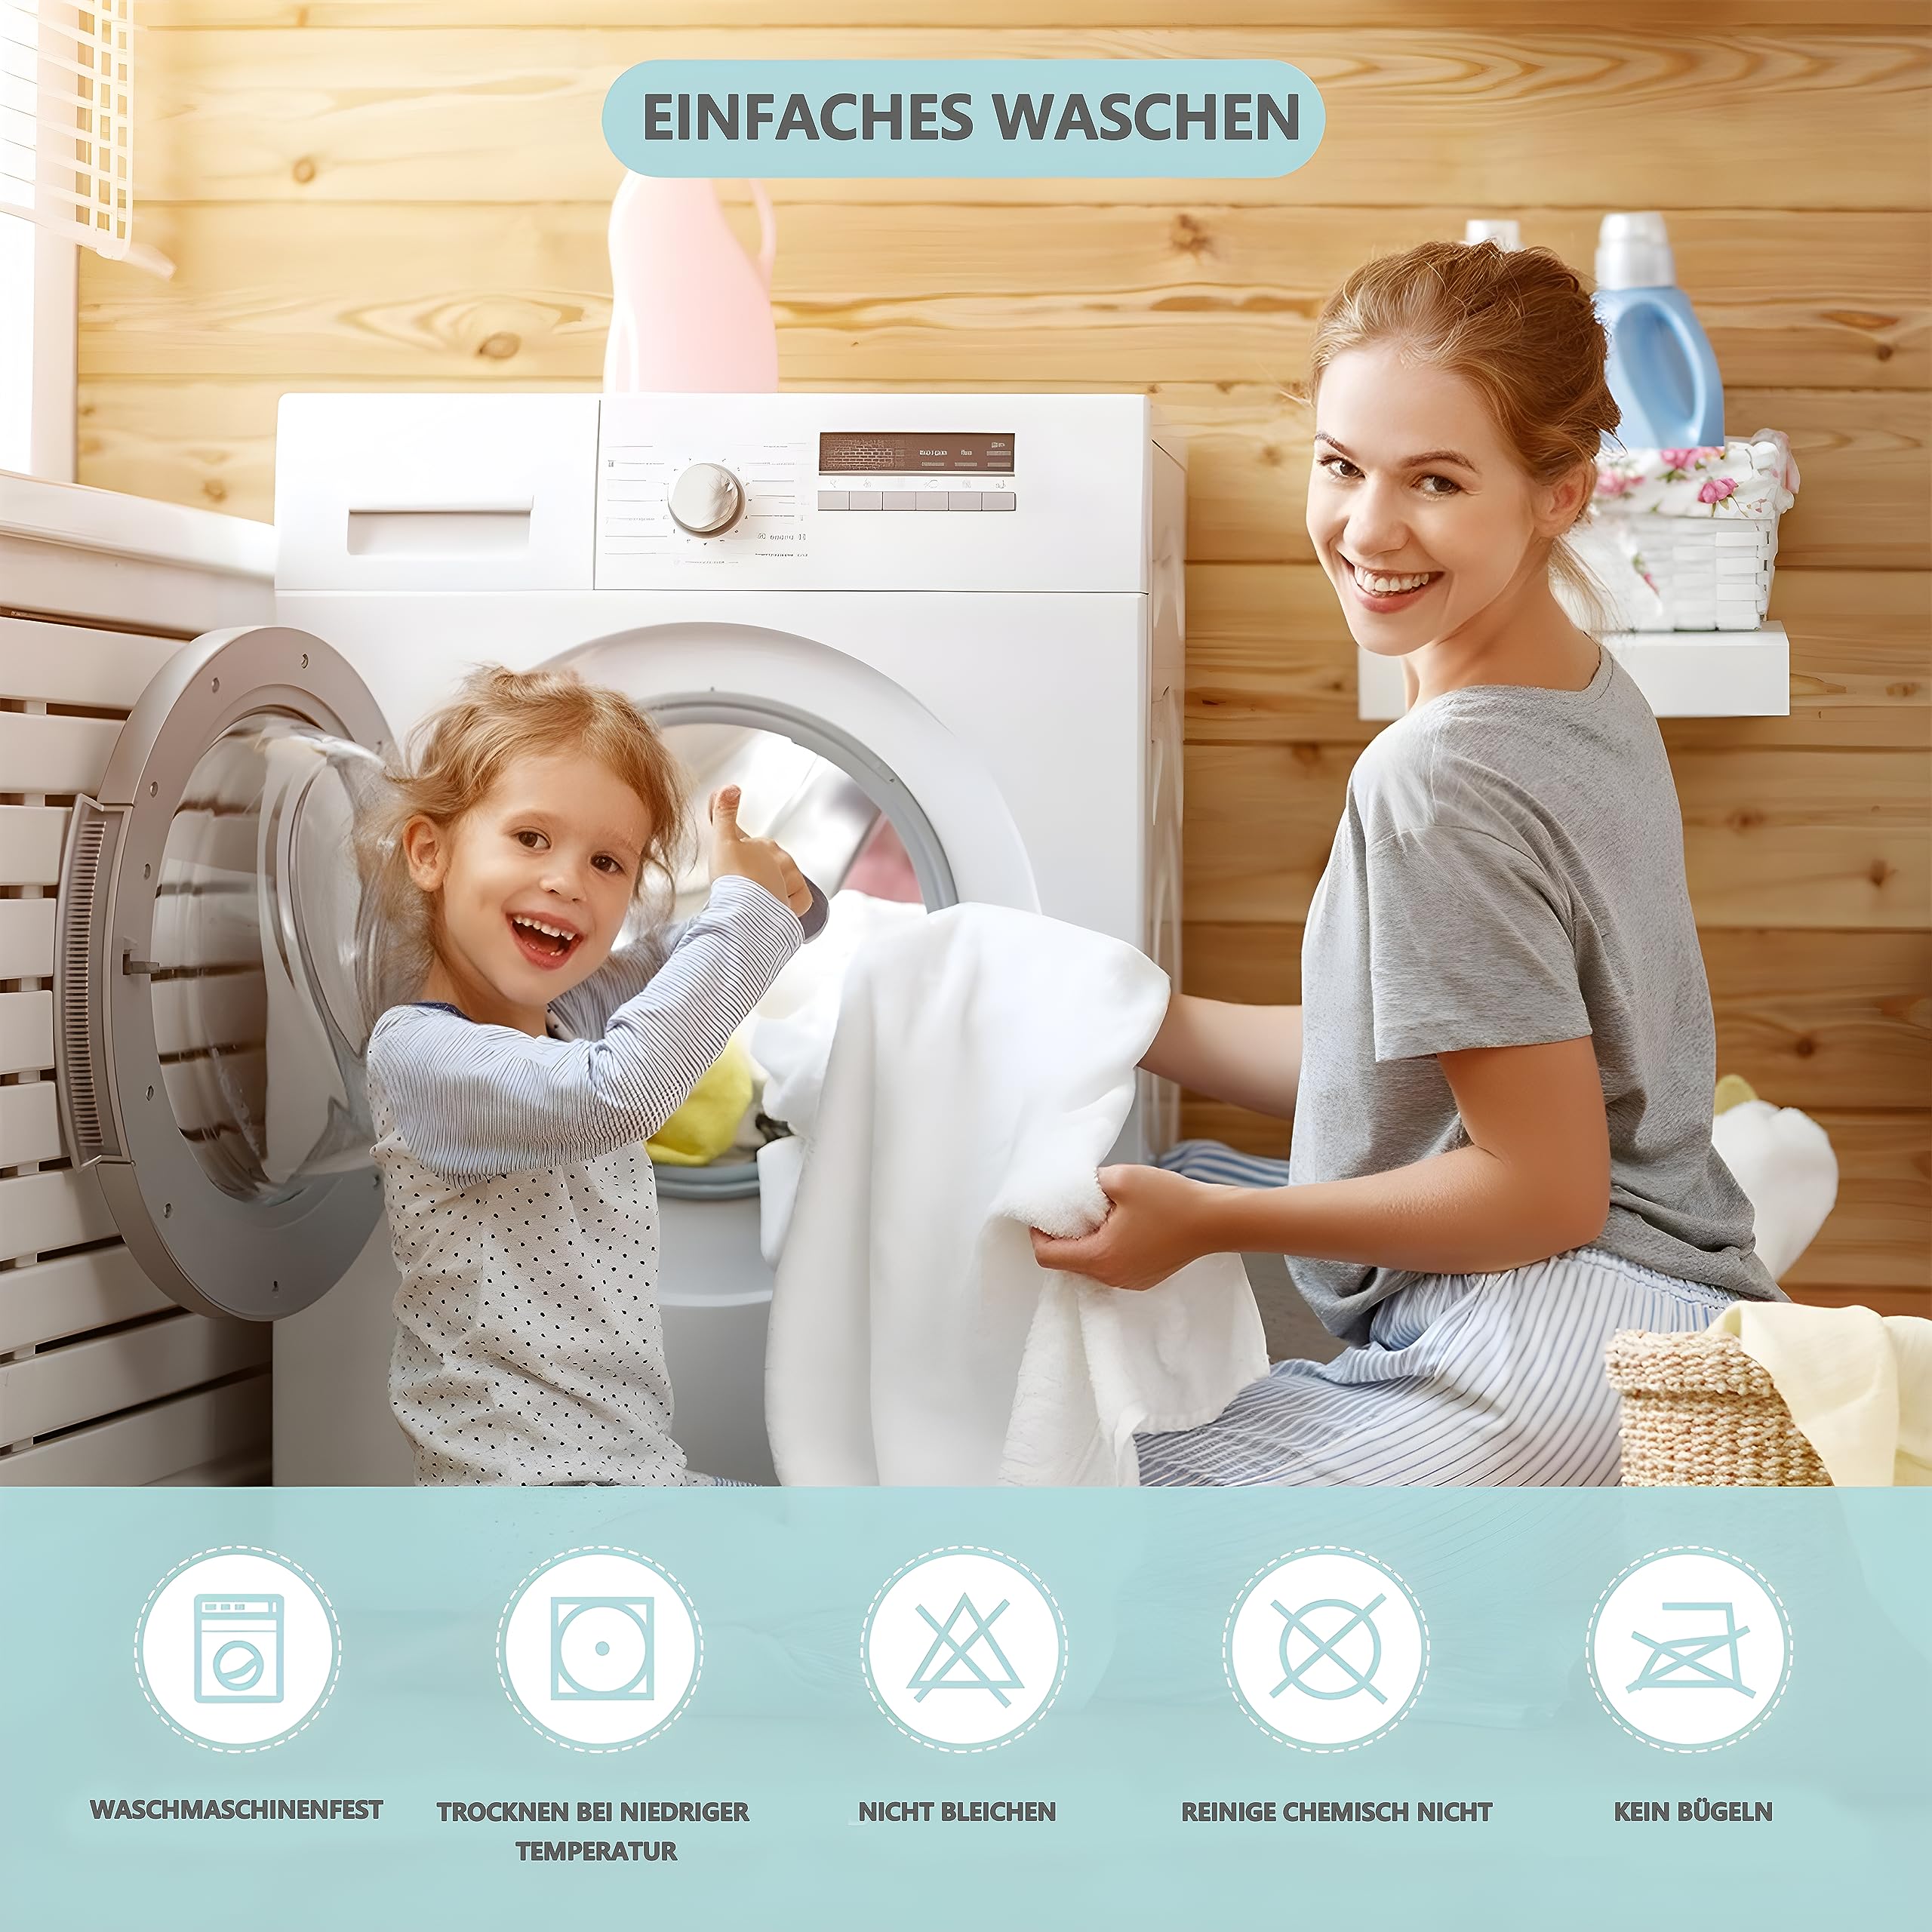 EINFACHES WASCHEN
WASCHMASCHINENFEST
TROCKNEN BEI NIEDRIGER
TEMPERATUR
NICHT BLEICHEN
REINIGE CHEMISCH NICHT
KEIN BÜGELN